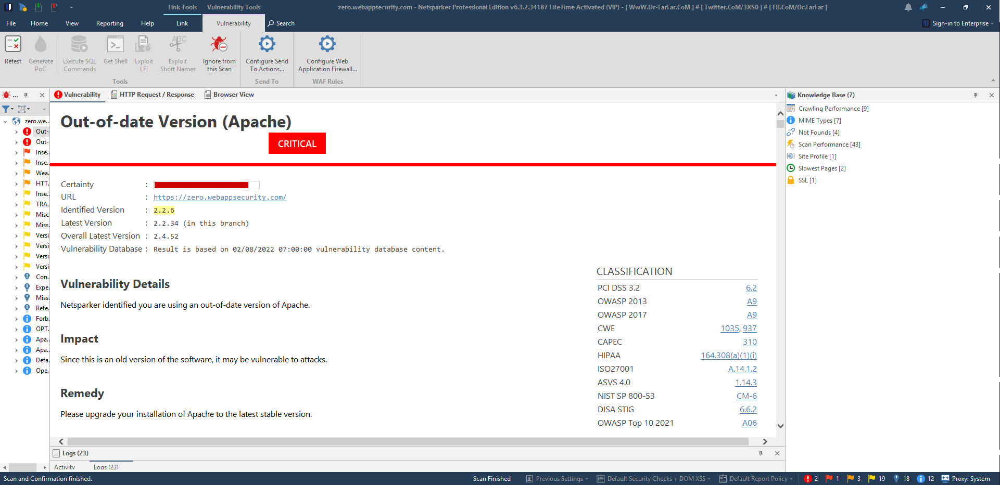 Link Tools Vulnerability Tools zero.webappsecurity.com - Netsparker Professional Edition v6.3.2.34187 LifeTime Activated (ViP) - [ WwW.Dr-FarFar.CoM ] # [ Twitter.CoM/3XS0 ] # [ FB.CoM/Dr.FarFar ]
File Home View Reporting Help Link Vulnerability Search Sign-in to Enterprise
Retest Generate PoC Execute SQL Commands Get Shell Exploit LFI Exploit Short Names Ignore from this Scan Configure Send To Actions... Configure Web Application Firewall...
Tools Send To WAF Rules
... Vulnerability HTTP Request / Response Browser View Knowledge Base (7)
zero.we...
Out-
Out-
Inse...
Inse...
Wea.
HTT.
Inse...
TRA.
Misc
Miss.
Versi
Versi
Versi
Versi
Con.
Expe.
Miss.
Refe.
Forb.
OPT.
Apa..
Apa..
Defa.
Ope..
Out-of-date Version (Apache)
CRITICAL
Certainty :
URL : https://zero.webappsecurity.com/
Identified Version : 2.2.6
Latest Version : 2.2.34 (in this branch)
Overall Latest Version : 2.4.52
Vulnerability Database : Result is based on 02/08/2022 07:00:00 vulnerability database content.
Vulnerability Details
Netsparker identified you are using an out-of-date version of Apache.
Impact
Since this is an old version of the software, it may be vulnerable to attacks.
Remedy
Please upgrade your installation of Apache to the latest stable version.
CLASSIFICATION
PCI DSS 3.2 6.2
OWASP 2013 A9
OWASP 2017 A9
CWE 1035, 937
CAPEC 310
HIPAA 164.308(a)(1)(i)
ISO27001 A.14.1.2
ASVS 4.0 1.14.3
NIST SP 800-53 CM-6
DISA STIG 6.6.2
OWASP Top 10 2021 A06
Crawling Performance [9]
MIME Types [7]
Not Founds [4]
Scan Performance [43]
Site Profile [1]
Slowest Pages [2]
SSL [1]
Logs (23)
Activity Logs (23)
Scan and Confirmation finished. Scan Finished Previous Settings Default Security Checks + DOM XSS Default Report Policy 2 1 3 19 18 12 Proxy: System